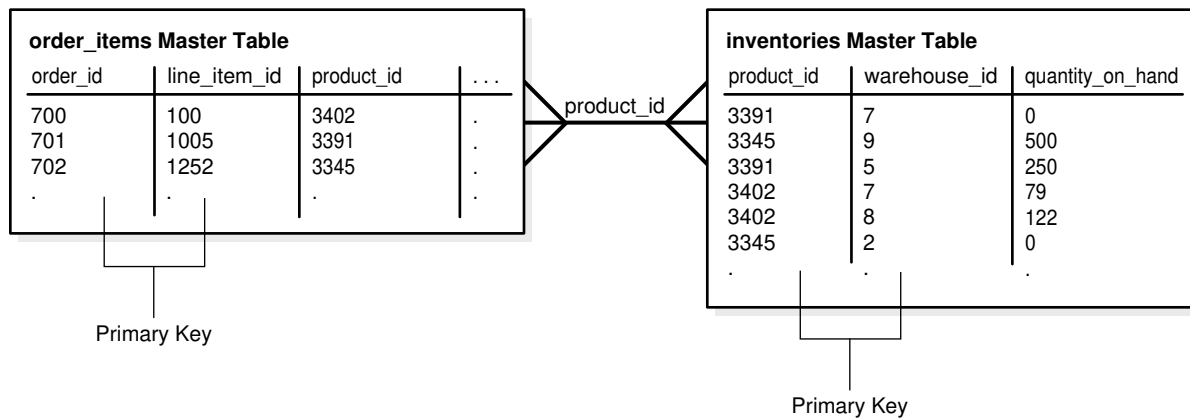 order_items Master Table
order_id line_item_id product_id . . .
700 100 3402 .
701 1005 3391 .
702 1252 3345 .
. . . .
Primary Key
product_id
inventories Master Table
product_id warehouse_id quantity_on_hand
3391 7 0
3345 9 500
3391 5 250
3402 7 79
3402 8 122
3345 2 0
. . .
Primary Key